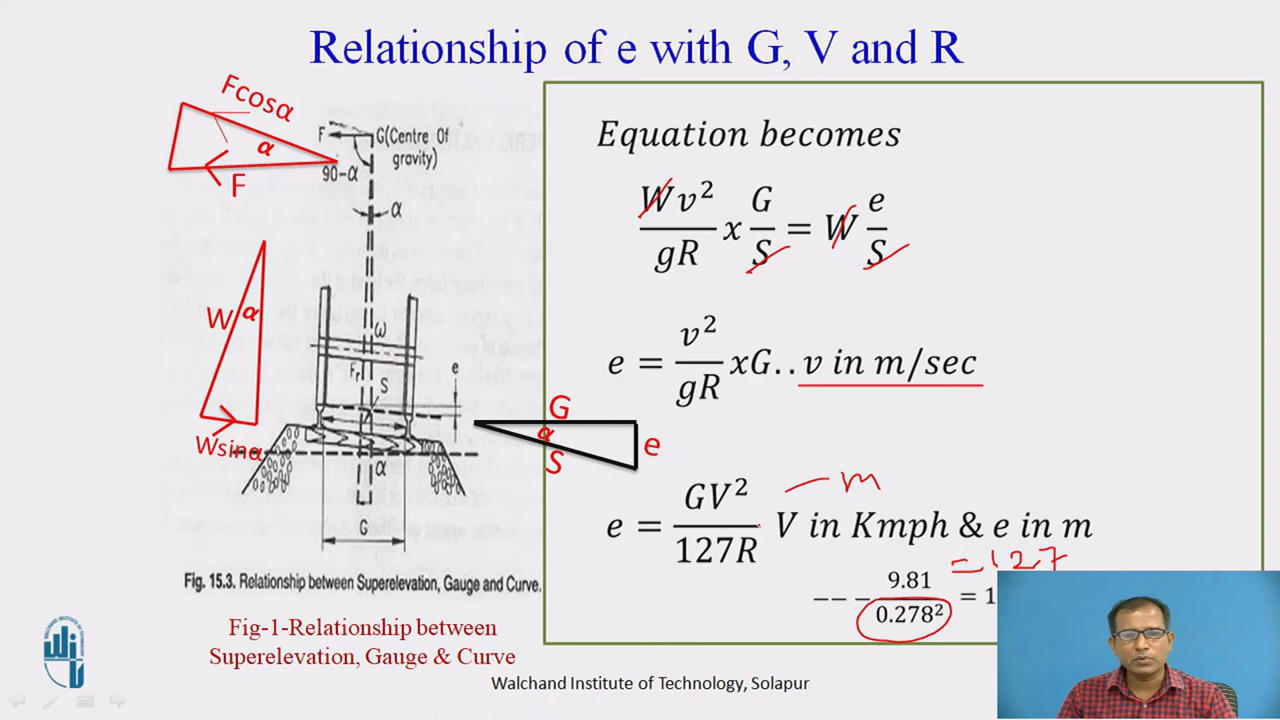 Relationship of e with G, V and R
Fcosα
α
F
F
G(Centre Of
gravity)
90-α
α
W
α
Wsinα
ω
Fr
S
e
α
G
G
α
S
e
Equation becomes
Wv² / gR x G / S = W e / S
e = v² / gR xG..v in m/sec
m
e = GV² / 127R V in Kmph & e in m
=127
--- 9.81 / 0.278² = 1
Fig. 15.3. Relationship between Superelevation, Gauge and Curve.
Fig-1-Relationship between
Superelevation, Gauge & Curve
Walchand Institute of Technology, Solapur